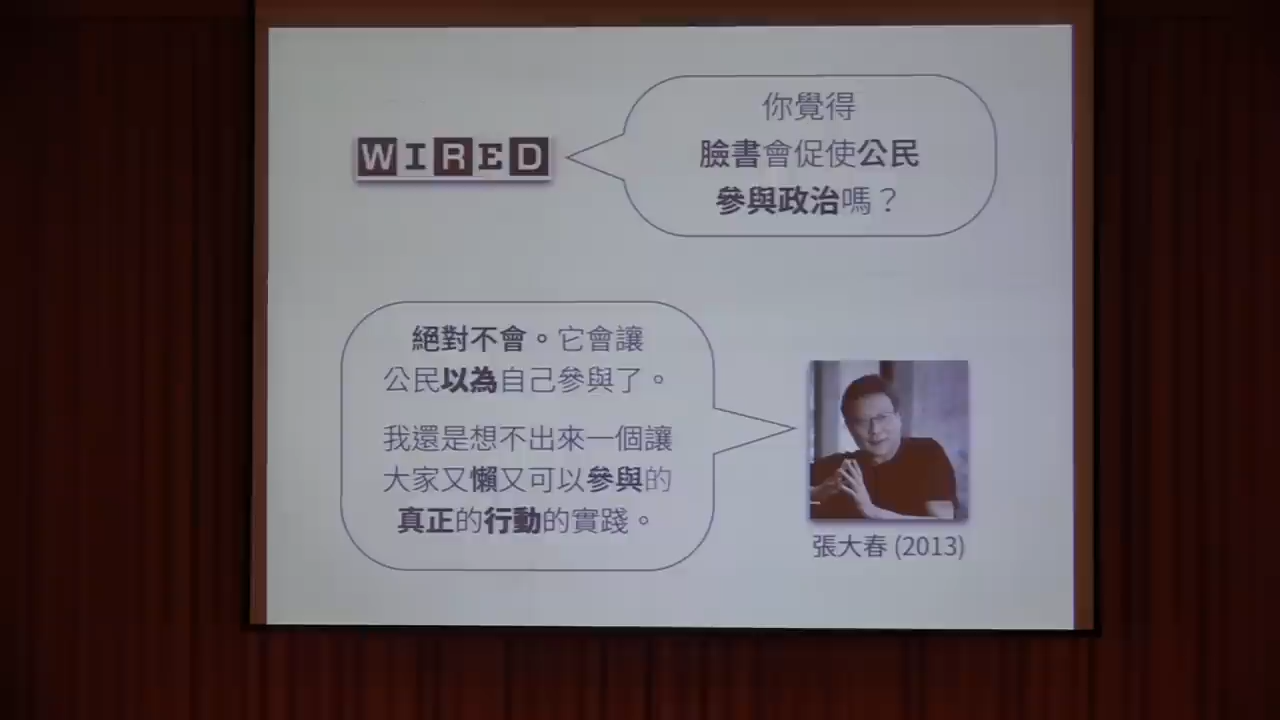 WIRED
你覺得
臉書會促使公民
參與政治嗎？
絕對不會。它會讓
公民以為自己參與了。
我還是想不出來一個讓
大家又懶又可以參與的
真正的行動的實踐。
張大春 (2013)